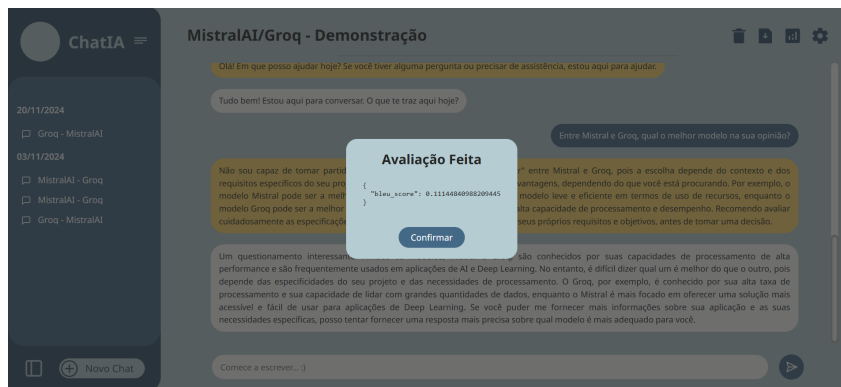 ChatIA
MistralAI/Groq - Demonstração
20/11/2024
Groq - MistralAI
03/11/2024
MistralAI - Groq
MistralAI - Groq
Groq - MistralAI
Novo Chat
Olá! Em que posso ajudar hoje? Se você tiver alguma pergunta ou precisar de assistência, estou aqui para ajudar.
Tudo bem! Estou aqui para conversar. O que te traz aqui hoje?
Entre Mistral e Groq, qual o melhor modelo na sua opinião?
Não sou capaz de tomar partid er" entre Mistral e Groq, pois a escolha depende do contexto e dos
requisitos específicos do seu pro vantagens, dependendo do que você está procurando. Por exemplo, o
modelo Mistral pode ser a melh modelo leve e eficiente em termos de uso de recursos, enquanto o
modelo Groq pode ser a melhor alta capacidade de processamento e desempenho. Recomendo avaliar
cuidadosamente as especificaçõ seus próprios requisitos e objetivos, antes de tomar uma decisão.
Avaliação Feita
{
"bleu_score": 0.11144840988209445
}
Confirmar
Um questionamento interessant são conhecidos por suas capacidades de processamento de alta
performance e são frequentemente usados em aplicações de AI e Deep Learning. No entanto, é difícil dizer qual um é melhor do que o outro, pois
depende das especificidades do seu projeto e das necessidades de processamento. O Groq, por exemplo, é conhecido por sua alta taxa de
processamento e sua capacidade de lidar com grandes quantidades de dados, enquanto o Mistral é mais focado em oferecer uma solução mais
acessível e fácil de usar para aplicações de Deep Learning. Se você puder me fornecer mais informações sobre sua aplicação e as suas
necessidades específicas, posso tentar fornecer uma resposta mais precisa sobre qual modelo é mais adequado para você.
Comece a escrever... :)